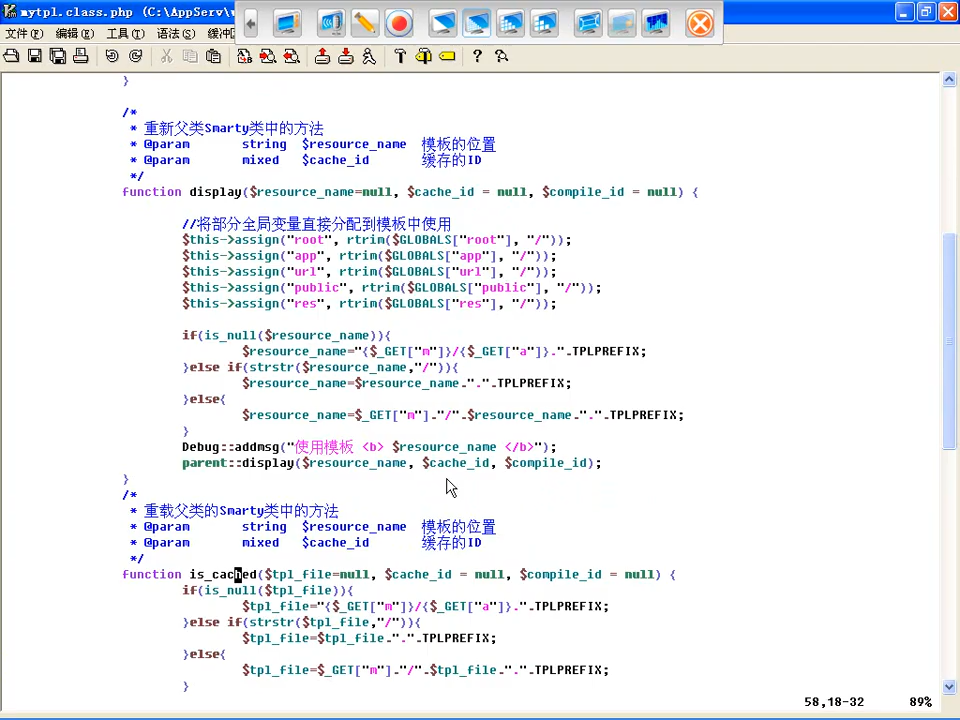 mytpl.class.php (C:\AppServ\w
文件(F) 编辑(E) 工具(T) 语法(S) 缓冲区
}
/*
* 重新父类Smarty类中的方法
* @param string $resource_name 模板的位置
* @param mixed $cache_id 缓存的ID
*/
function display($resource_name=null, $cache_id = null, $compile_id = null) {
//将部分全局变量直接分配到模板中使用
$this->assign("root", rtrim($GLOBALS["root"], "/"));
$this->assign("app", rtrim($GLOBALS["app"], "/"));
$this->assign("url", rtrim($GLOBALS["url"], "/"));
$this->assign("public", rtrim($GLOBALS["public"], "/"));
$this->assign("res", rtrim($GLOBALS["res"], "/"));
if(is_null($resource_name)){
$resource_name="{$_GET["m"]}/{$_GET["a"]}.".TPLPREFIX;
}else if(strstr($resource_name,"/")){
$resource_name=$resource_name.".".TPLPREFIX;
}else{
$resource_name=$_GET["m"]."/".$resource_name.".".TPLPREFIX;
}
Debug::addmsg("使用模板 <b> $resource_name </b>");
parent::display($resource_name, $cache_id, $compile_id);
}
/*
* 重载父类的Smarty类中的方法
* @param string $resource_name 模板的位置
* @param mixed $cache_id 缓存的ID
*/
function is_cached($tpl_file=null, $cache_id = null, $compile_id = null) {
if(is_null($tpl_file)){
$tpl_file="{$_GET["m"]}/{$_GET["a"]}.".TPLPREFIX;
}else if(strstr($tpl_file,"/")){
$tpl_file=$tpl_file.".".TPLPREFIX;
}else{
$tpl_file=$_GET["m"]."/".$tpl_file.".".TPLPREFIX;
}
58,18-32 89%